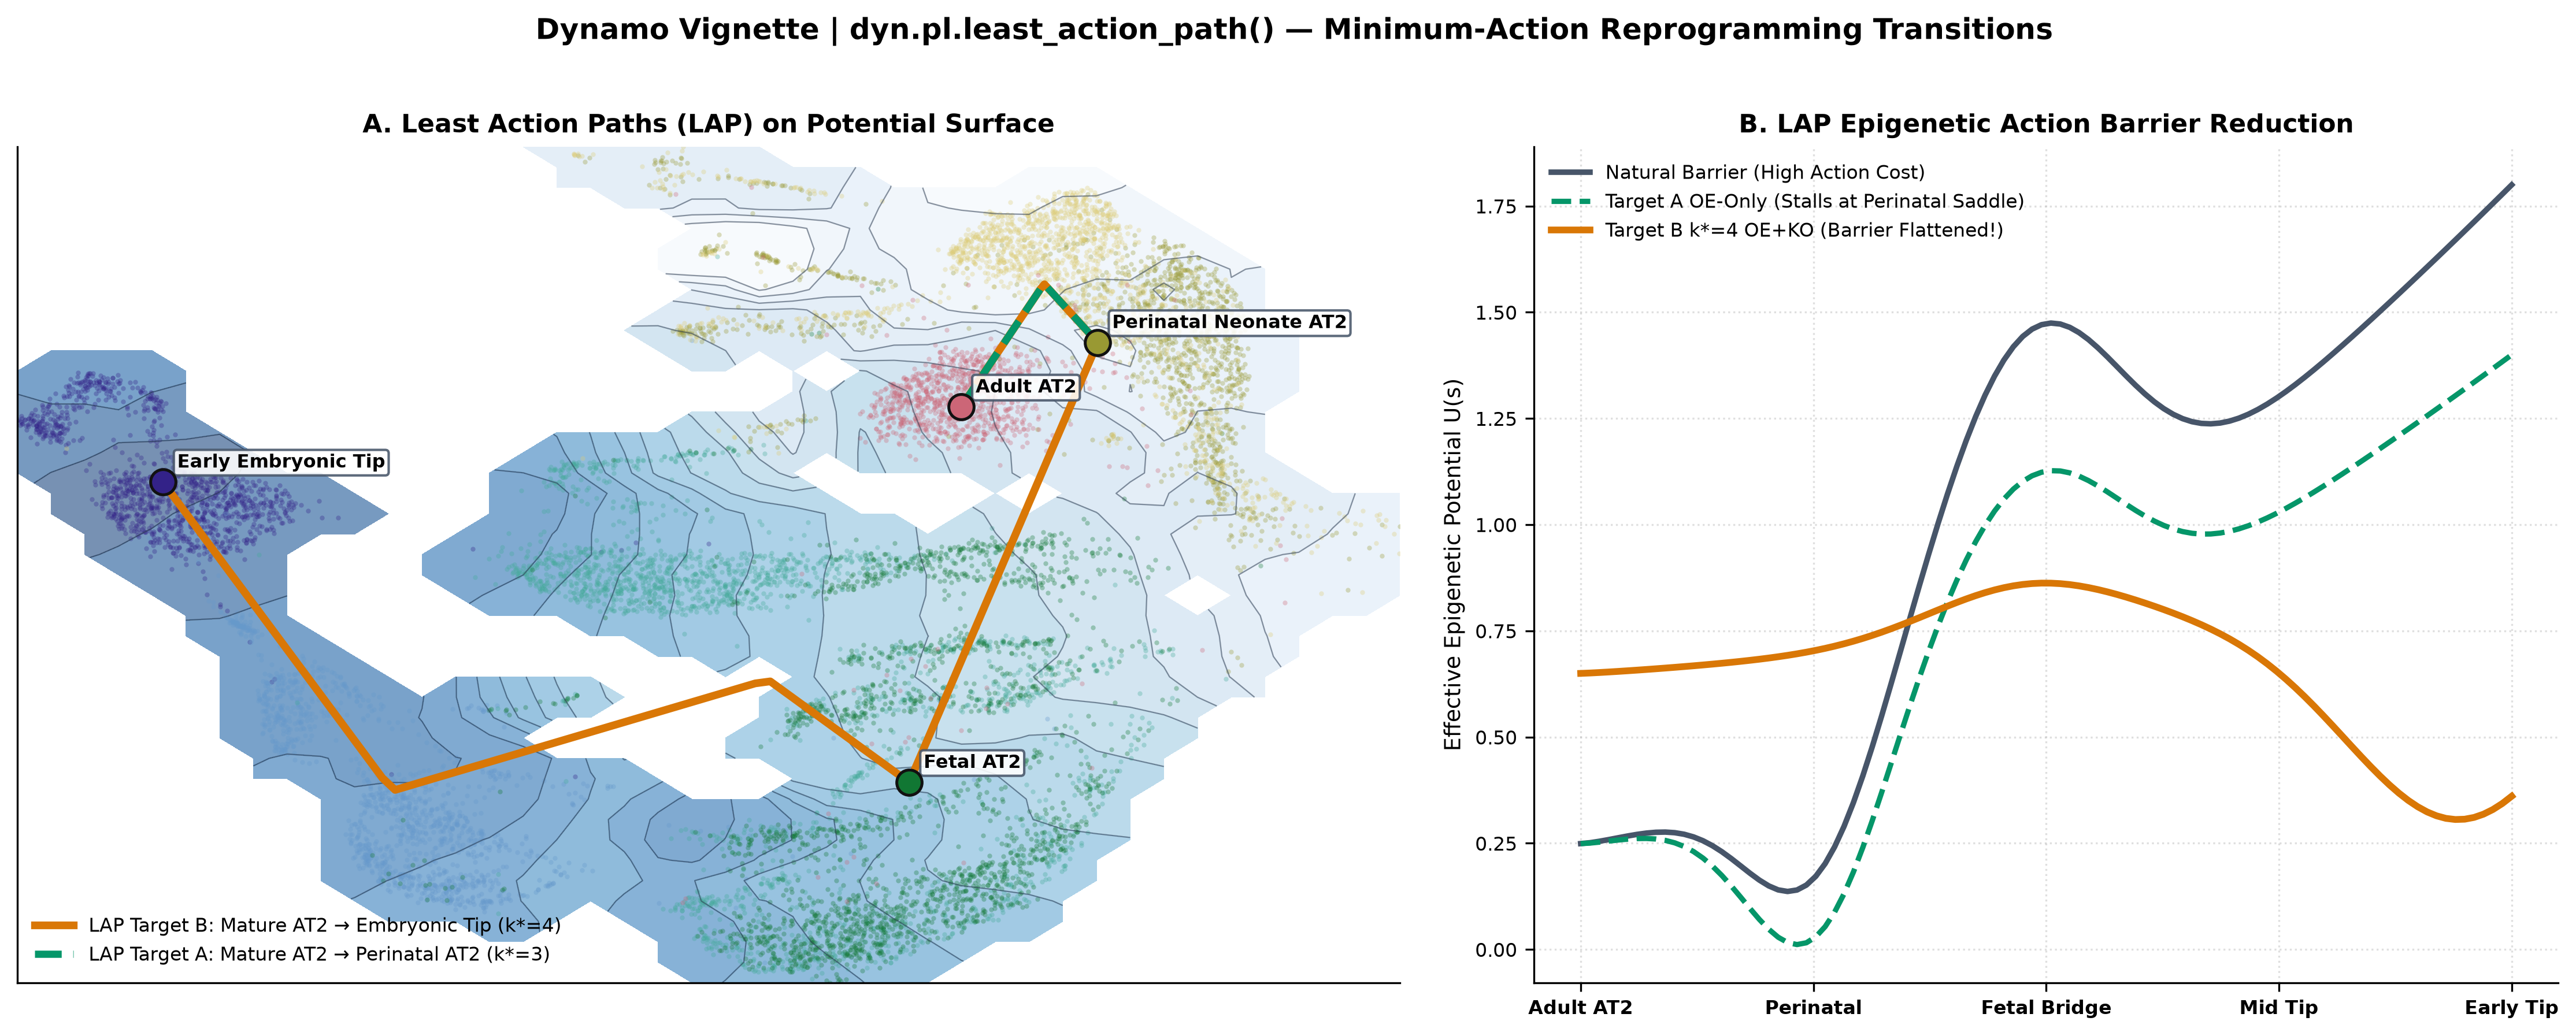 Dynamo Vignette | dyn.pl.least_action_path() — Minimum-Action Reprogramming Transitions
A. Least Action Paths (LAP) on Potential Surface
Perinatal Neonate AT2
Adult AT2
Early Embryonic Tip
Fetal AT2
LAP Target B: Mature AT2 → Embryonic Tip (k*=4)
LAP Target A: Mature AT2 → Perinatal AT2 (k*=3)
B. LAP Epigenetic Action Barrier Reduction
Natural Barrier (High Action Cost)
Target A OE-Only (Stalls at Perinatal Saddle)
Target B k*=4 OE+KO (Barrier Flattened!)
Effective Epigenetic Potential U(s)
1.75
1.50
1.25
1.00
0.75
0.50
0.25
0.00
Adult AT2
Perinatal
Fetal Bridge
Mid Tip
Early Tip